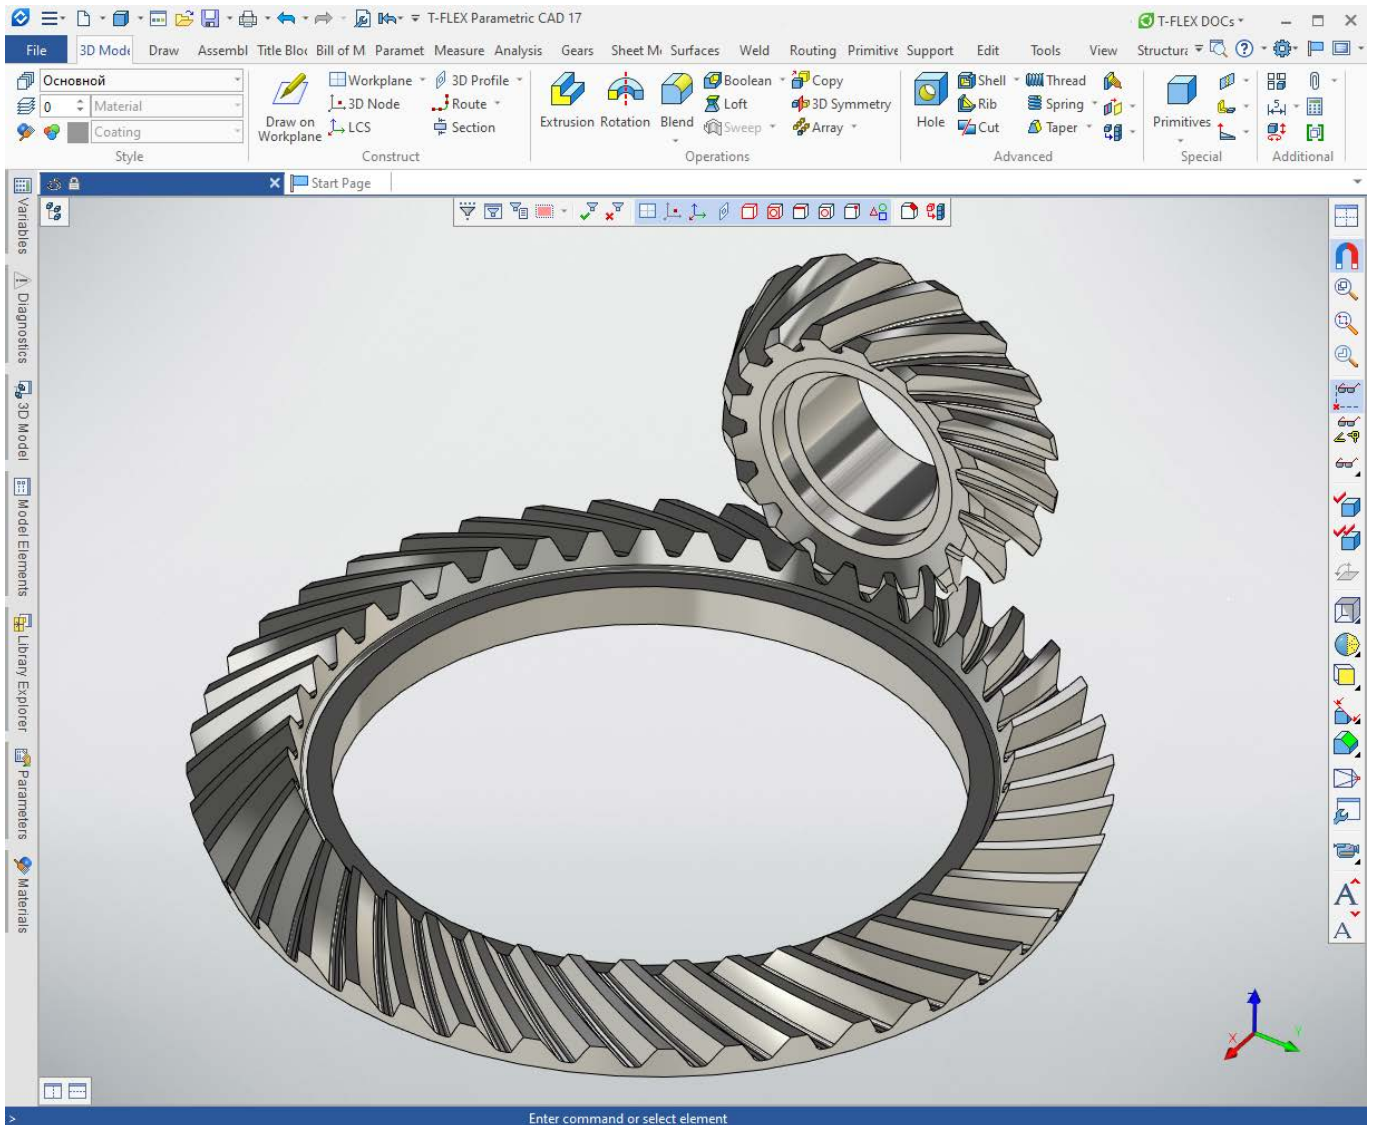 T-FLEX Parametric CAD 17
T-FLEX DOCs
File 3D Mode Draw Assembl Title Bloc Bill of M Paramet Measure Analysis Gears Sheet M Surfaces Weld Routing Primitive Support Edit Tools View Structura
Основной
0 Material
Coating
Style
Draw on Workplane
Workplane
3D Node
LCS
3D Profile
Route
Section
Construct
Extrusion Rotation Blend
Boolean
Loft
Sweep
Copy
3D Symmetry
Array
Operations
Hole
Shell
Rib
Cut
Thread
Spring
Taper
Advanced
Primitives
Special
5
Additional
Start Page
Variables
Diagnostics
3D Model
Model Elements
Library Explorer
Parameters
Materials
A
A
Z
X
Y
>
Enter command or select element